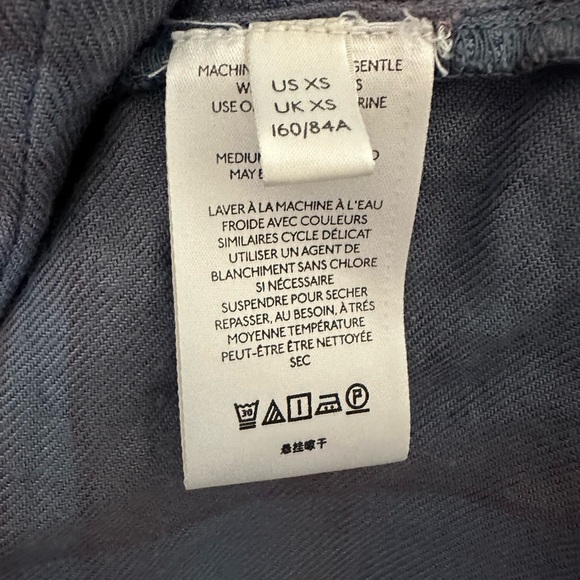 US XS
UK XS
160/84A
GENTLE
USE
MAY
LAVER À LA MACHINE À L'EAU
FROIDE AVEC COULEURS
SIMILAIRES CYCLE DÉLICAT
UTILISER UN AGENT DE
BLANCHIMENT SANS CHLORE
SI NÉCESSAIRE
SUSPENDRE POUR SECHER
REPASSER, AU BESOIN, À TRÉS
MOYENNE TEMPÉRATURE
PEUT-ÊTRE ÊTRE NETTOYÉE
SEC
30
P
悬挂晾干